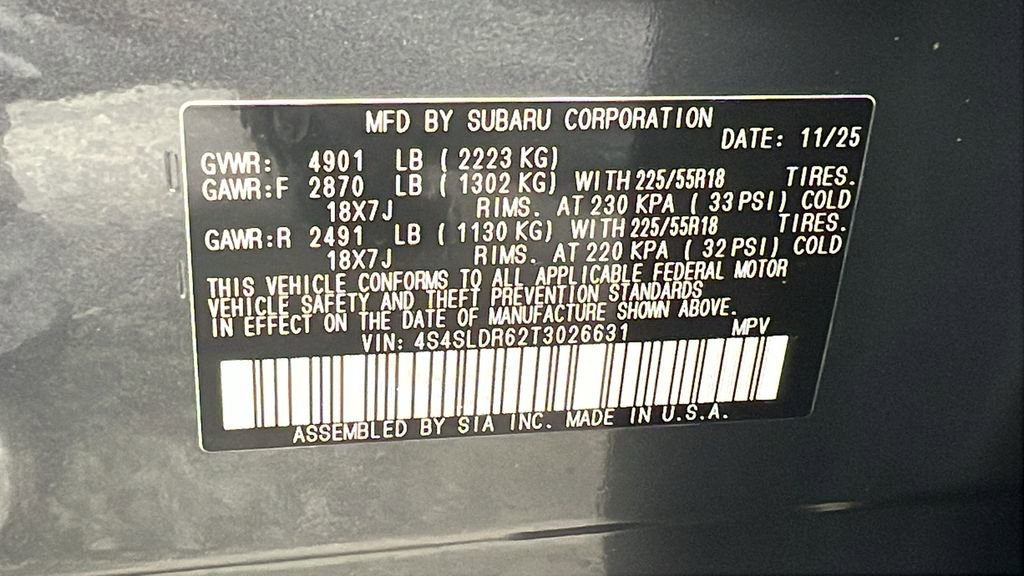 MFD BY SUBARU CORPORATION
DATE: 11/25
GVWR: 4901 LB ( 2223 KG)
GAWR:F 2870 LB ( 1302 KG) WITH 225/55R18 TIRES.
18X7J RIMS. AT 230 KPA ( 33 PSI) COLD
GAWR:R 2491 LB ( 1130 KG) WITH 225/55R18 TIRES.
18X7J RIMS. AT 220 KPA ( 32 PSI) COLD
THIS VEHICLE CONFORMS TO ALL APPLICABLE FEDERAL MOTOR
VEHICLE SAFETY AND THEFT PREVENTION STANDARDS
IN EFFECT ON THE DATE OF MANUFACTURE SHOWN ABOVE.
VIN: 4S4SLDR62T3026631 MPV
ASSEMBLED BY SIA INC. MADE IN U.S.A.